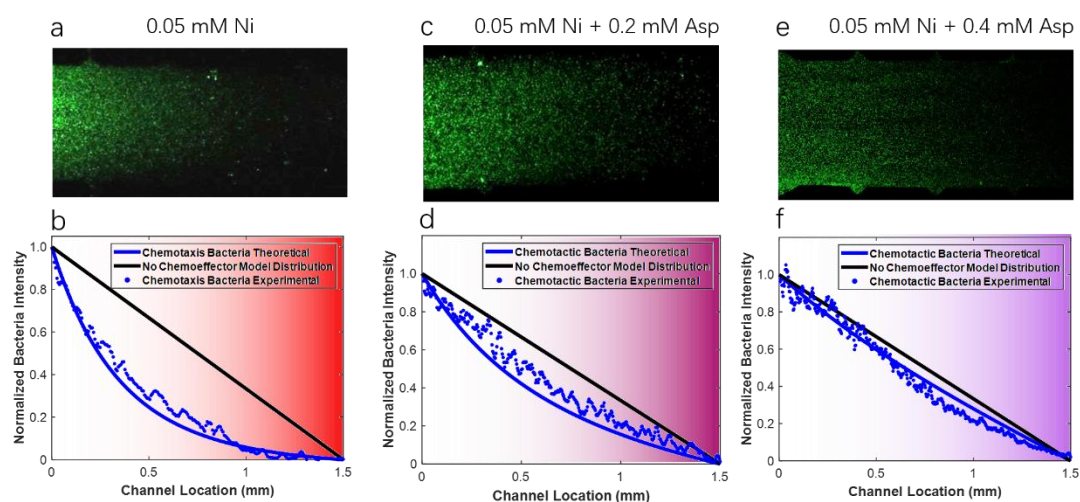 a 0.05 mM Ni
c 0.05 mM Ni + 0.2 mM Asp
e 0.05 mM Ni + 0.4 mM Asp
b
Normalized Bacteria Intensity
1.0
0.8
0.6
0.4
0.2
0
Chemotaxis Bacteria Theoretical
No Chemoeffector Model Distribution
Chemotaxis Bacteria Experimental
0 0.5 1 1.5
Channel Location (mm)
d
Normalized Bacteria Intensity
1.0
0.8
0.6
0.4
0.2
0
Chemotactic Bacteria Theoretical
No Chemoeffector Model Distribution
Chemotactic Bacteria Experimental
0 0.5 1 1.5
Channel Location (mm)
f
Normalized Bacteria Intensity
1.0
0.8
0.6
0.4
0.2
0
Chemotactic Bacteria Theoretical
No Chemoeffector Model Distribution
Chemotactic Bacteria Experimental
0 0.5 1 1.5
Channel Location (mm)